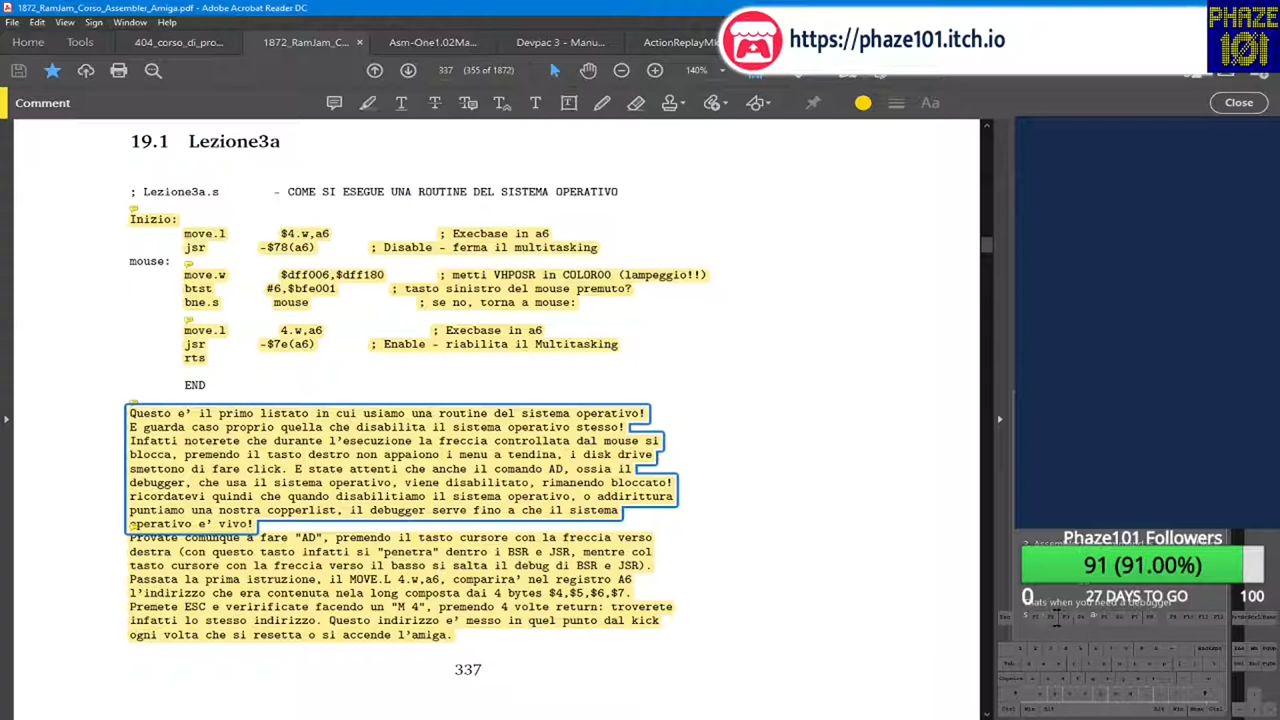 1872_RamJam_Corso_Assembler_Amiga.pdf - Adobe Acrobat Reader DC
File Edit View Sign Window Help
Home Tools 404_corso_di_pro... 1872_RamJam_C... × Asm-One1.02Ma... Devpac 3 - Manu... ActionReplayMk
https://phaze101.itch.io
PHAZE
101
337 (355 of 1872) 140%
Comment
Close
19.1 Lezione3a
; Lezione3a.s - COME SI ESEGUE UNA ROUTINE DEL SISTEMA OPERATIVO
Inizio:
move.l $4.w,a6 ; Execbase in a6
jsr -$78(a6) ; Disable - ferma il multitasking
mouse:
move.w $dff006,$dff180 ; metti VHPOSR in COLOR00 (lampeggio!!)
btst #6,$bfe001 ; tasto sinistro del mouse premuto?
bne.s mouse ; se no, torna a mouse:
move.l 4.w,a6 ; Execbase in a6
jsr -$7e(a6) ; Enable - riabilita il Multitasking
rts
END
Questo e' il primo listato in cui usiamo una routine del sistema operativo!
E guarda caso proprio quella che disabilita il sistema operativo stesso!
Infatti noterete che durante l'esecuzione la freccia controllata dal mouse si
blocca, premendo il tasto destro non appaiono i menu a tendina, i disk drive
smettono di fare click. E state attenti che anche il comando AD, ossia il
debugger, che usa il sistema operativo, viene disabilitato, rimanendo bloccato!
ricordatevi quindi che quando disabilitiamo il sistema operativo, o addirittura
puntiamo una nostra copperlist, il debugger serve fino a che il sistema
operativo e' vivo!
Provate comunque a fare "AD", premendo il tasto cursore con la freccia verso
destra (con questo tasto infatti si "penetra" dentro i BSR e JSR, mentre col
tasto cursore con la freccia verso il basso si salta il debug di BSR e JSR).
Passata la prima istruzione, il MOVE.L 4.w,a6, comparira' nel registro A6
l'indirizzo che era contenuta nela long composta dai 4 bytes $4,$5,$6,$7.
Premete ESC e veririficate facendo un "M 4", premendo 4 volte return: troverete
infatti lo stesso indirizzo. Questo indirizzo e' messo in quel punto dal kick
ogni volta che si resetta o si accende l'amiga.
337
Phaze101 Followers
91 (91.00%)
0 27 DAYS TO GO 100
thats when you need a debugger